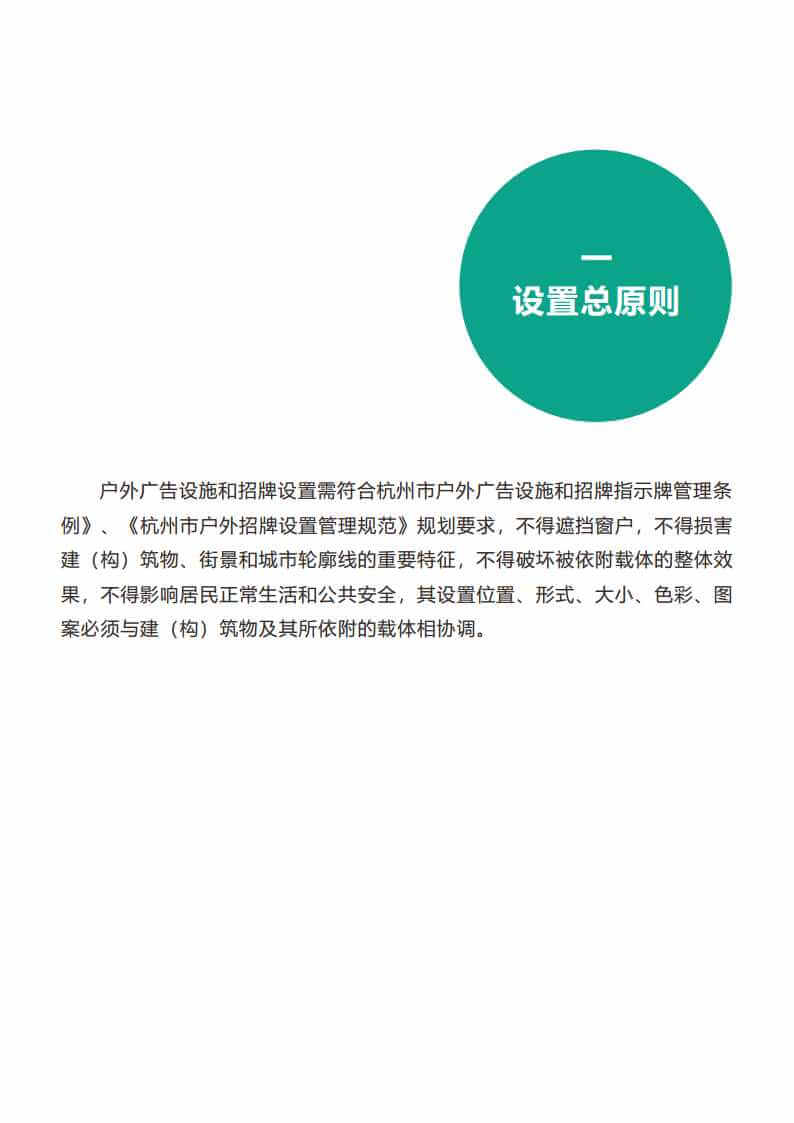 一
设置总原则
户外广告设施和招牌设置需符合杭州市户外广告设施和招牌指示牌管理条
例》、《杭州市户外招牌设置管理规范》规划要求，不得遮挡窗户，不得损害
建（构）筑物、街景和城市轮廓线的重要特征，不得破坏被依附载体的整体效
果，不得影响居民正常生活和公共安全，其设置位置、形式、大小、色彩、图
案必须与建（构）筑物及其所依附的载体相协调。